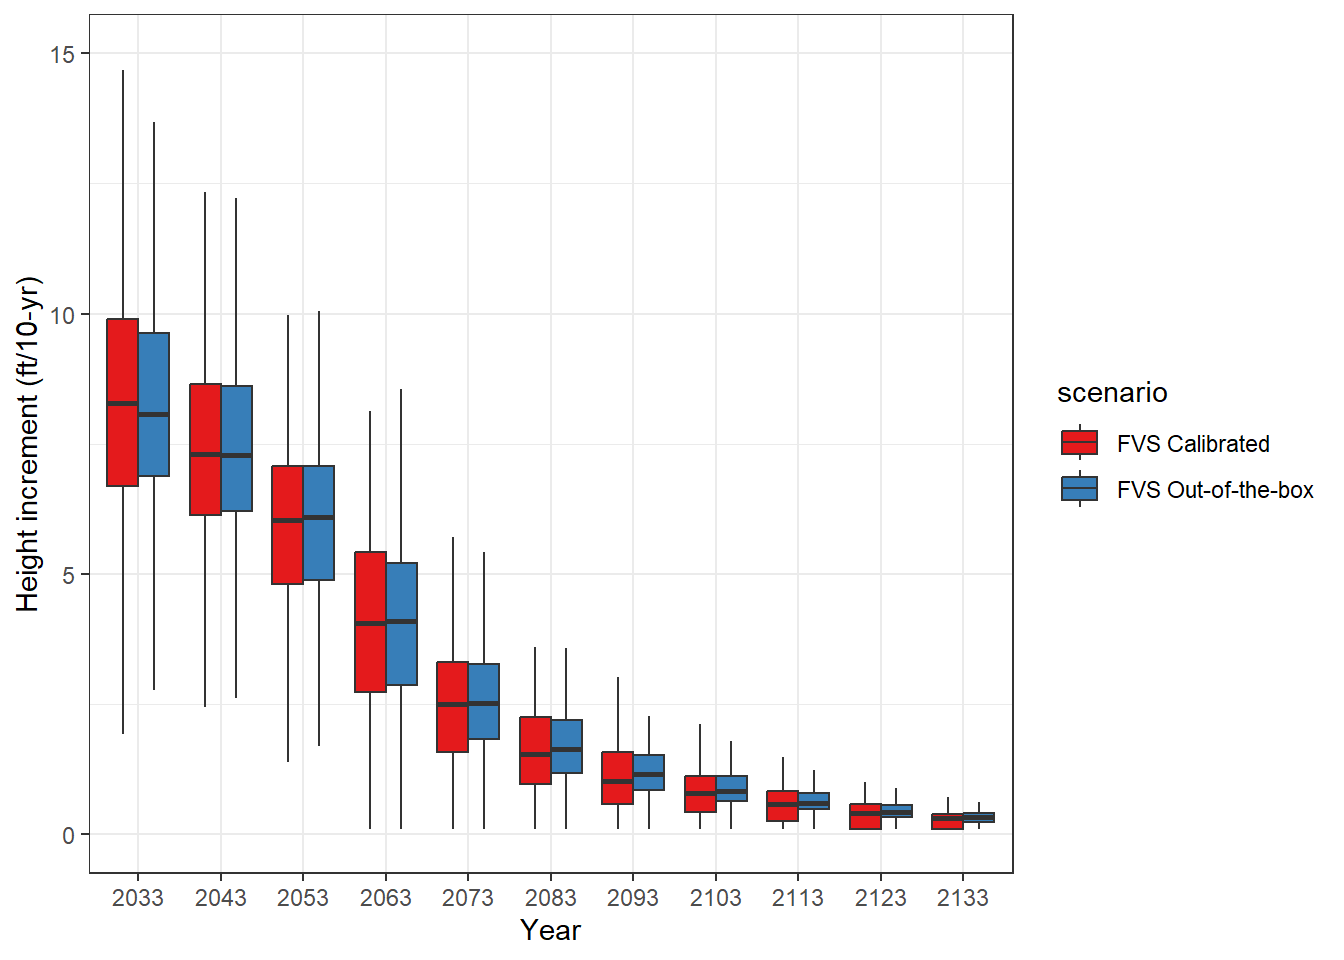 15
10
5
0
Height increment (ft/10-yr)
2033 2043 2053 2063 2073 2083 2093 2103 2113 2123 2133
Year
scenario
FVS Calibrated
FVS Out-of-the-box